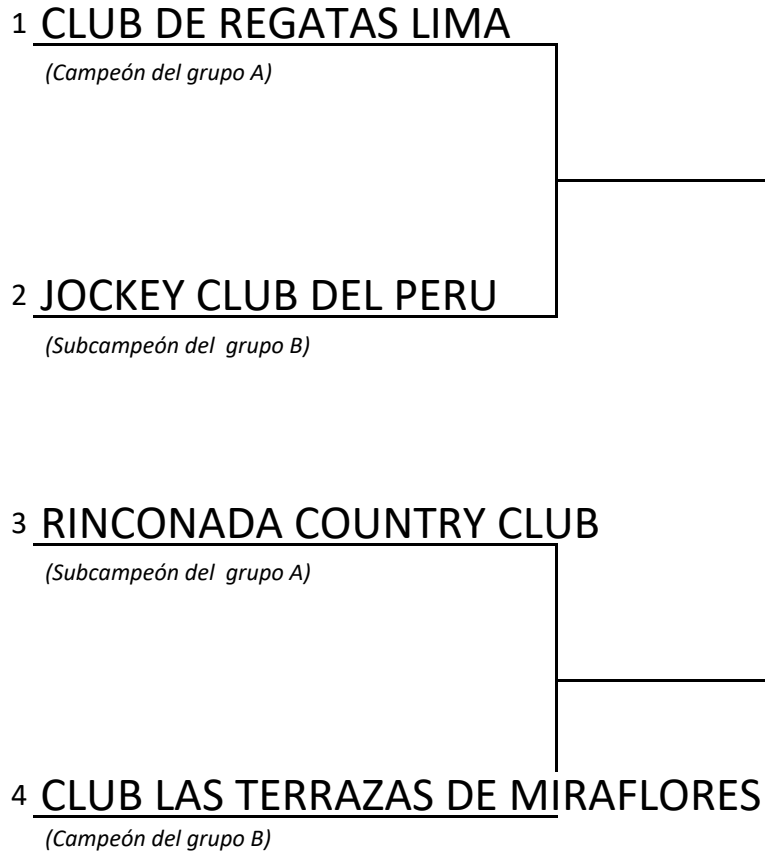 1 CLUB DE REGATAS LIMA
(Campeón del grupo A)
2 JOCKEY CLUB DEL PERU
(Subcampeón del grupo B)
3 RINCONADA COUNTRY CLUB
(Subcampeón del grupo A)
4 CLUB LAS TERRAZAS DE MIRAFLORES
(Campeón del grupo B)